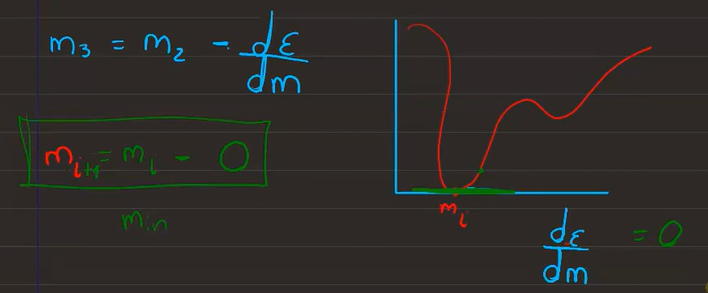 m₃ = m₂ - dε/dm
mᵢ₊₁ = mᵢ - 0
min
mᵢ
dε/dm = 0